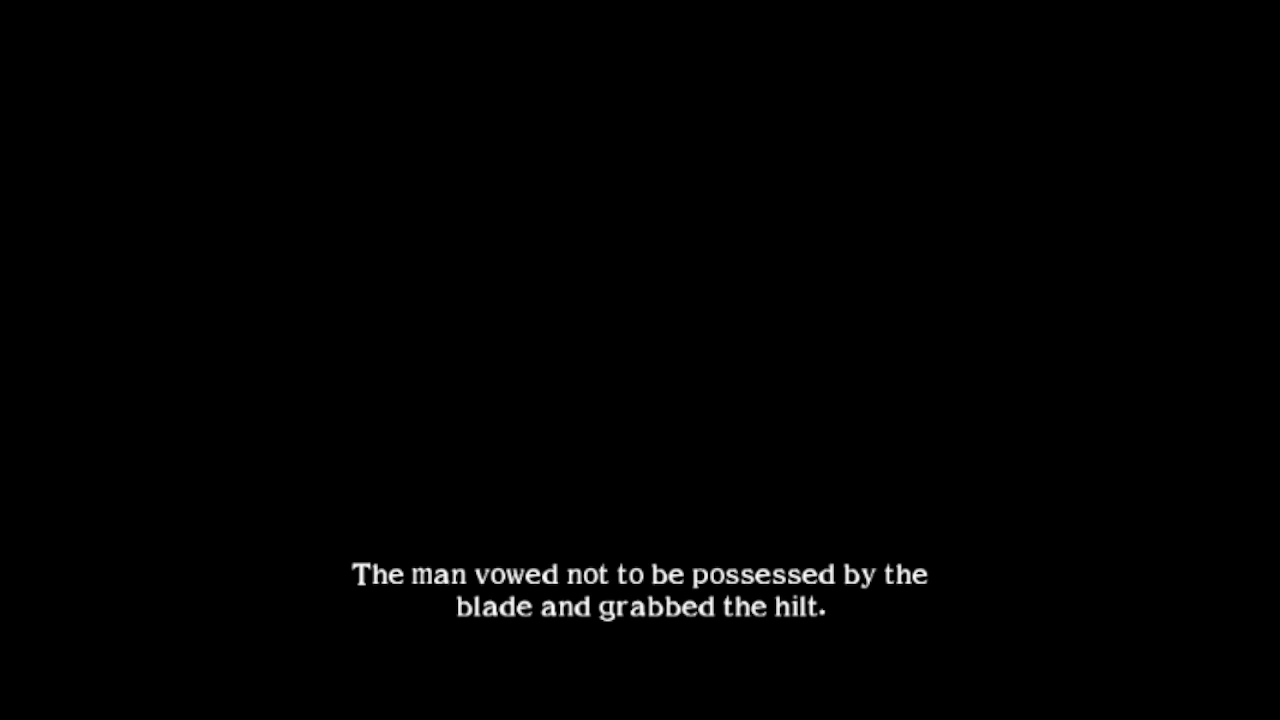 The man vowed not to be possessed by the
blade and grabbed the hilt.